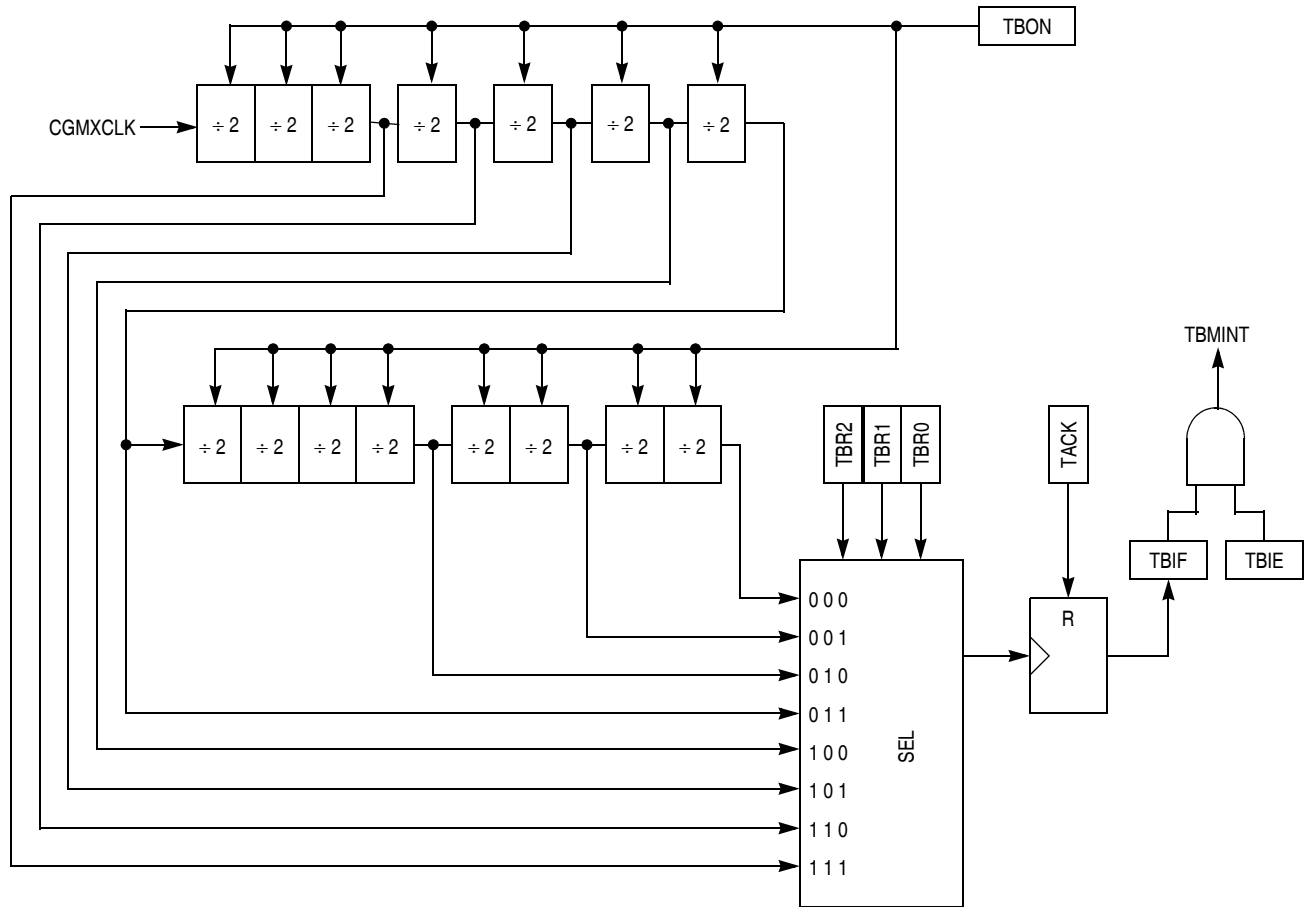 TBON
CGMXCLK
÷ 2
÷ 2
÷ 2
÷ 2
÷ 2
÷ 2
÷ 2
TBMINT
÷ 2
÷ 2
÷ 2
÷ 2
÷ 2
÷ 2
÷ 2
÷ 2
TBR2
TBR1
TBR0
TACK
TBIF
TBIE
R
0 0 0
0 0 1
0 1 0
0 1 1
1 0 0
1 0 1
1 1 0
1 1 1
SEL